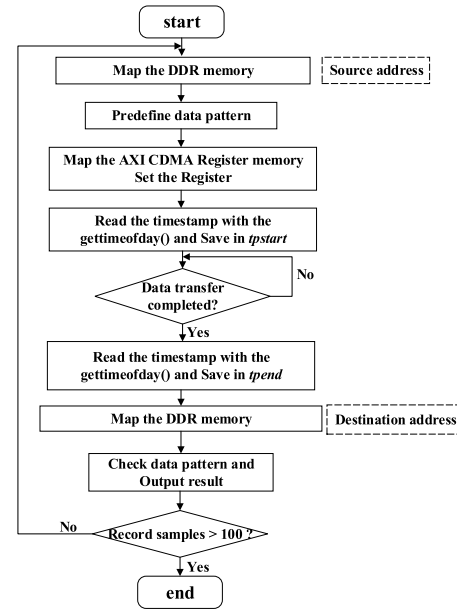 start
Map the DDR memory
Source address
Predefine data pattern
Map the AXI CDMA Register memory
Set the Register
Read the timestamp with the
gettimeofday() and Save in tpstart
No
Data transfer
completed?
Yes
Read the timestamp with the
gettimeofday() and Save in tpend
Map the DDR memory
Destination address
Check data pattern and
Output result
No
Record samples > 100 ?
Yes
end